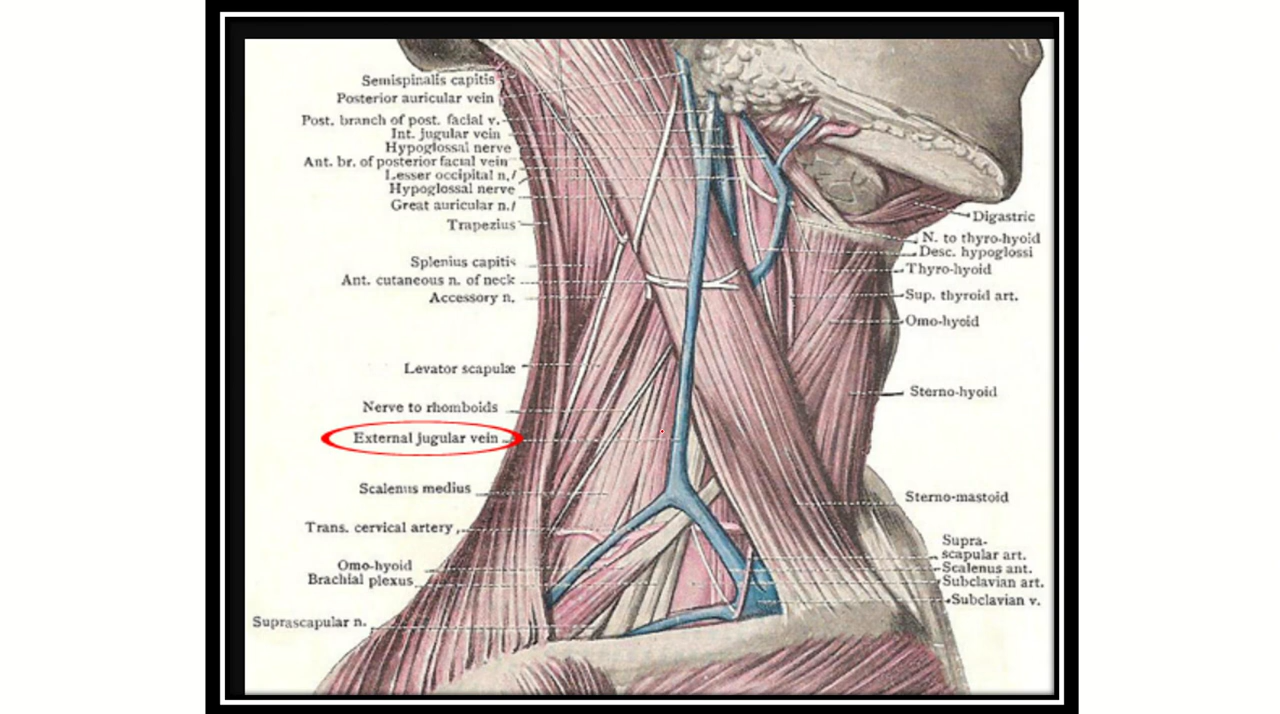 Semispinalis capitis
Posterior auricular vein
Post. branch of post. facial v.
Int. jugular vein
Hypoglossal nerve
Ant. br. of posterior facial vein
Lesser occipital n.
Hypoglossal nerve
Great auricular n.
Trapezius
Splenius capitis
Ant. cutaneous n. of neck
Accessory n.
Levator scapulæ
Nerve to rhomboids
External jugular vein
Scalenus medius
Trans. cervical artery
Omo-hyoid
Brachial plexus
Suprascapular n.
Digastric
N. to thyro-hyoid
Desc. hypoglossi
Thyro-hyoid
Sup. thyroid art.
Omo-hyoid
Sterno-hyoid
Sterno-mastoid
Supra-
scapular art.
Scalenus ant.
Subclavian art.
Subclavian v.